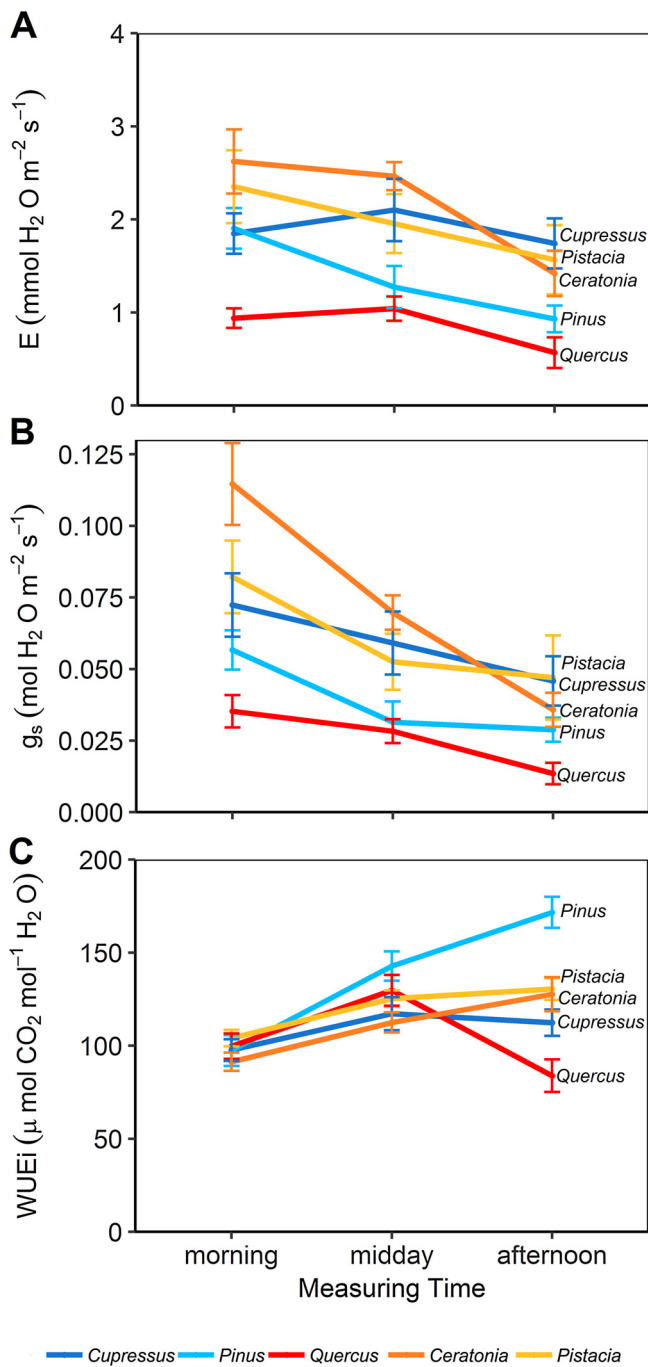 A
4
3
2
1
0
E (mmol H₂ O m⁻² s⁻¹)
Cupressus
Pistacia
Ceratonia
Pinus
Quercus
B
0.125
0.100
0.075
0.050
0.025
0.000
gₛ (mol H₂ O m⁻² s⁻¹)
Pistacia
Cupressus
Ceratonia
Pinus
Quercus
C
200
150
100
50
0
WUEi (μ mol CO₂ mol⁻¹ H₂ O)
Pinus
Pistacia
Ceratonia
Cupressus
Quercus
morning midday afternoon
Measuring Time
Cupressus Pinus Quercus Ceratonia Pistacia